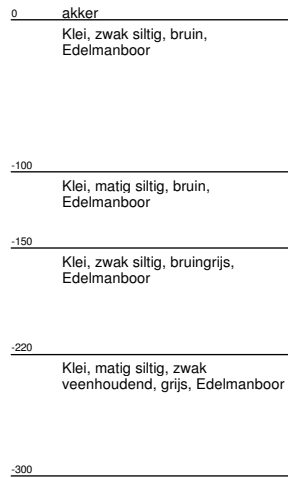 0 akker
Klei, zwak siltig, bruin,
Edelmanboor
-100
Klei, matig siltig, bruin,
Edelmanboor
-150
Klei, zwak siltig, bruingrijs,
Edelmanboor
-220
Klei, matig siltig, zwak
veenhoudend, grijs, Edelmanboor
-300